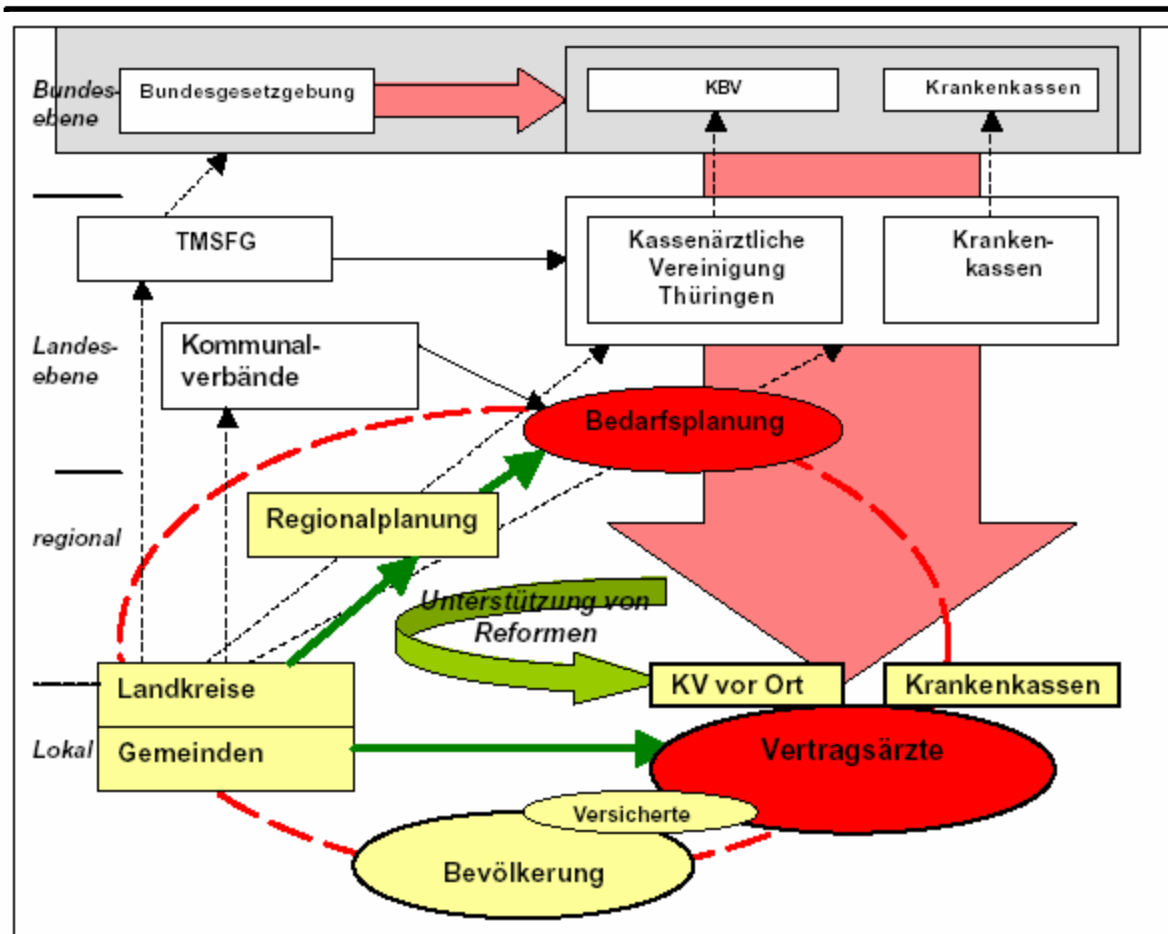 Bundes-
ebene
Bundesgesetzgebung
KBV
Krankenkassen
TMSFG
Kassenärztliche
Vereinigung
Thüringen
Kranken-
kassen
Landes-
ebene
Kommunal-
verbände
Bedarfsplanung
regional
Regionalplanung
Unterstützung von
Reformen
Landkreise
KV vor Ort
Krankenkassen
Lokal
Gemeinden
Vertragsärzte
Versicherte
Bevölkerung